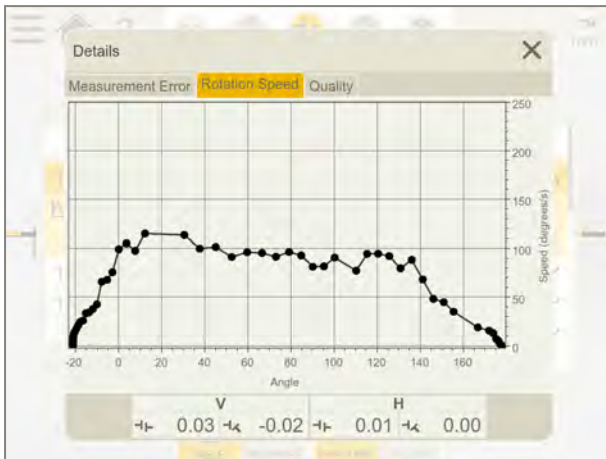 Details
Measurement Error Rotation Speed Quality
250
200
150
100
50
0
Speed (degrees/s)
-20 0 20 40 60 80 100 120 140 160
Angle
V H
0.03 -0.02 0.01 0.00